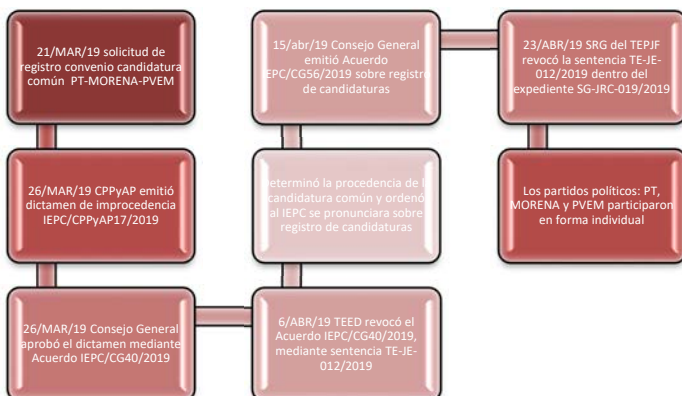 21/MAR/19 solicitud de
registro convenio candidatura
común PT-MORENA-PVEM
26/MAR/19 CPPyAP emitió
dictamen de improcedencia
IEPC/CPPyAP17/2019
26/MAR/19 Consejo General
aprobó el dictamen mediante
Acuerdo IEPC/CG40/2019
6/ABR/19 TEED revocó el
Acuerdo IEPC/CG40/2019,
mediante sentencia TE-JE-
012/2019
Determinó la procedencia de la
candidatura común y ordenó
al IEPC se pronunciara sobre
registro de candidaturas
15/abr/19 Consejo General
emitió Acuerdo
IEPC/CG56/2019 sobre registro
de candidaturas
23/ABR/19 SRG del TEPJF
revocó la sentencia TE-JE-
012/2019 dentro del
expediente SG-JRC-019/2019
Los partidos políticos: PT,
MORENA y PVEM participaron
en forma individual